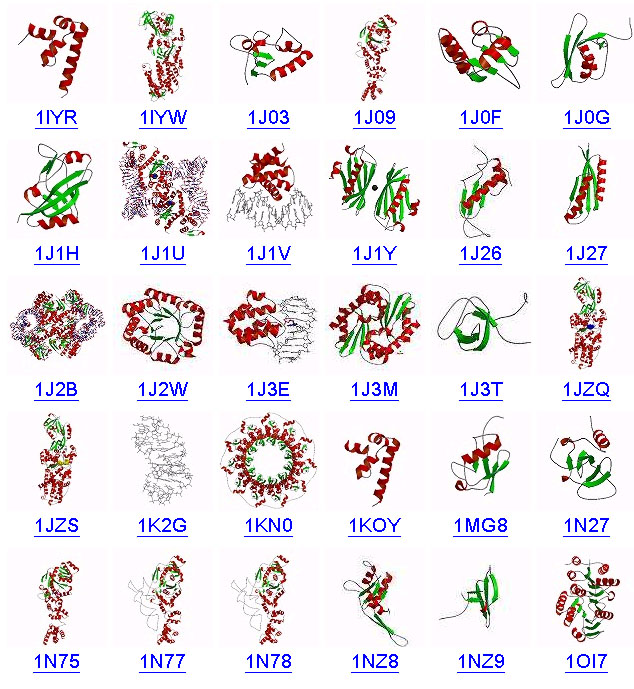 1IYR 1IYW 1J03 1J09 1J0F 1J0G
1J1H 1J1U 1J1V 1J1Y 1J26 1J27
1J2B 1J2W 1J3E 1J3M 1J3T 1JZQ
1JZS 1K2G 1KN0 1KOY 1MG8 1N27
1N75 1N77 1N78 1NZ8 1NZ9 1OI7